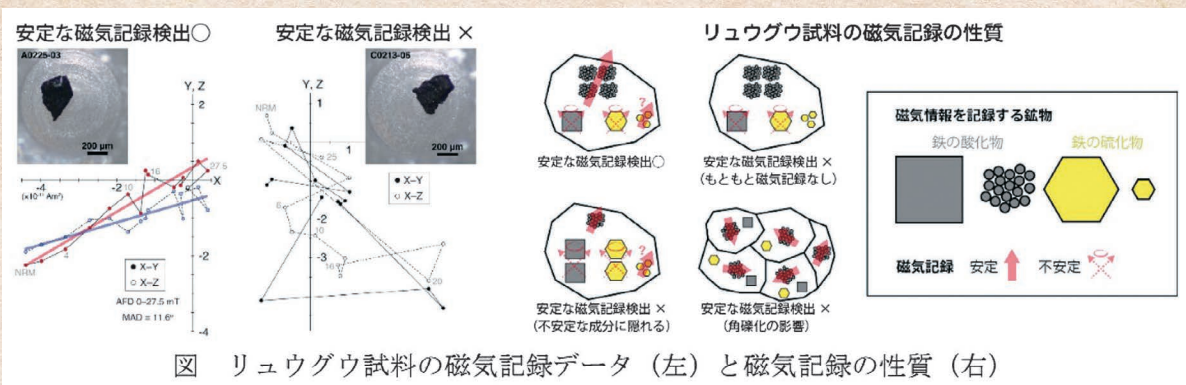 安定な磁気記録検出○
安定な磁気記録検出 ×
リュウグウ試料の磁気記録の性質
A0225-03
200 μm
Y, Z
2
NRM
4
10
16
27.5
X
-4
-2
(×10⁻¹¹ Am²)
-2
-4
X-Y
X-Z
AFD 0–27.5 mT
MAD = 11.6°
C0213-05
200 μm
Y, Z
1
NRM
25
1
X-Y
X-Z
6
10
16
20
-2
-3
安定な磁気記録検出○
安定な磁気記録検出 ×
(もともと磁気記録なし)
?
安定な磁気記録検出 ×
(不安定な成分に隠れる)
?
安定な磁気記録検出 ×
(角礫化の影響)
磁気情報を記録する鉱物
鉄の酸化物
鉄の硫化物
磁気記録
安定
不安定
図 リュウグウ試料の磁気記録データ(左)と磁気記録の性質(右)